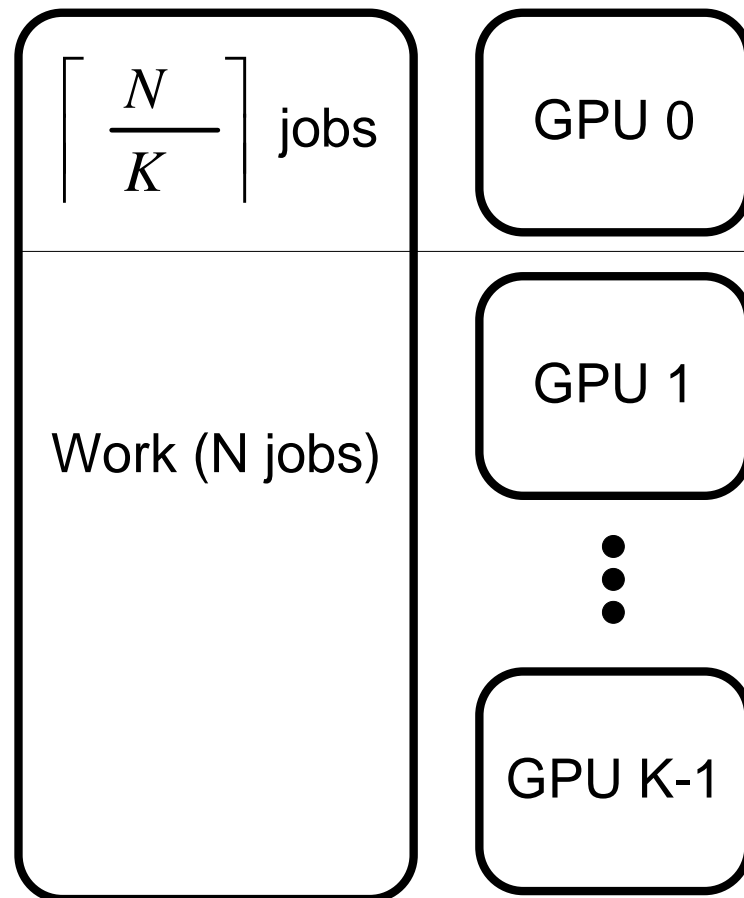 ⌈ N / K ⌉ jobs
GPU 0
GPU 1
Work (N jobs)
GPU K-1